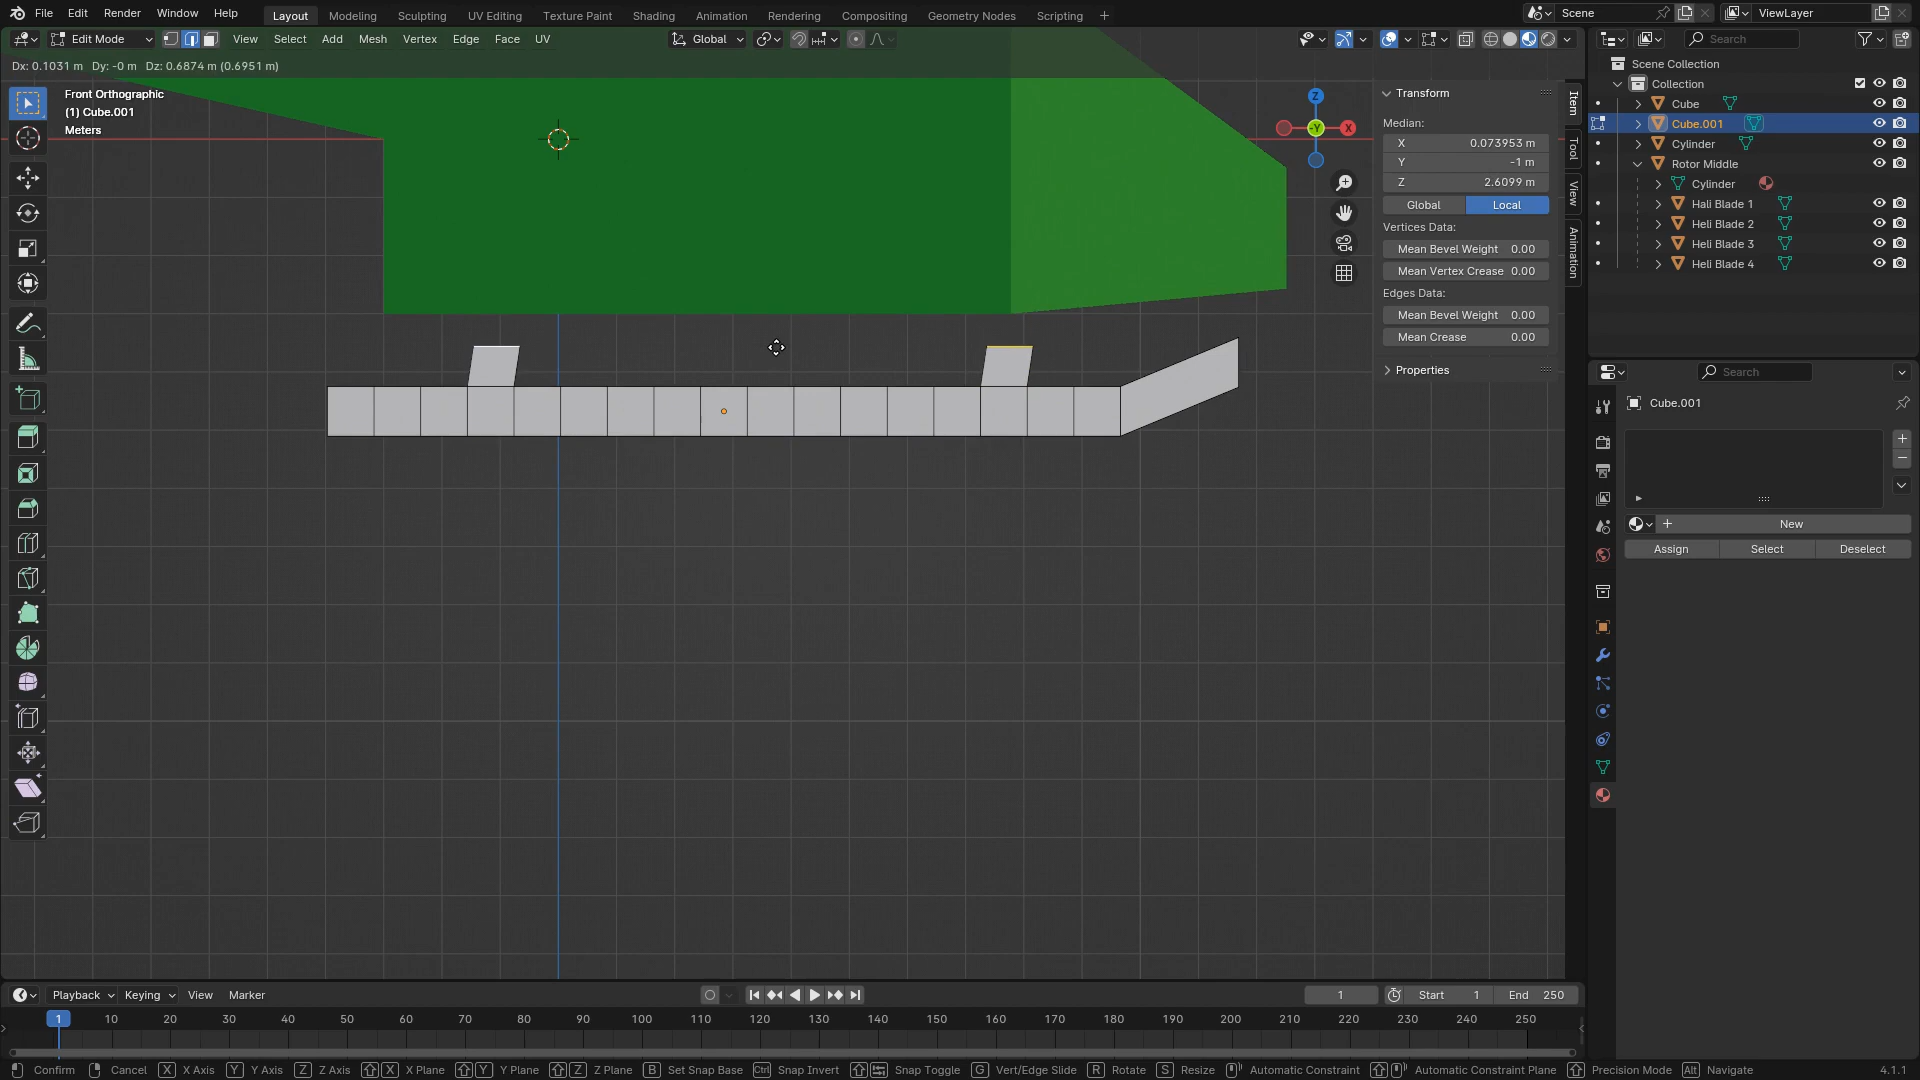 File Edit Render Window Help
Layout Modeling Sculpting UV Editing Texture Paint Shading Animation Rendering Compositing Geometry Nodes Scripting +
Scene
ViewLayer
Edit Mode View Select Add Mesh Vertex Edge Face UV
Global
Search
Dx: 0.1031 m Dy: -0 m Dz: 0.6874 m (0.6951 m)
Front Orthographic
(1) Cube.001
Meters
Z
-Y
X
Transform
Median:
X 0.073953 m
Y -1 m
Z 2.6099 m
Global Local
Vertices Data:
Mean Bevel Weight 0.00
Mean Vertex Crease 0.00
Edges Data:
Mean Bevel Weight 0.00
Mean Crease 0.00
Properties
Item
Tool
View
Animation
Scene Collection
Collection
Cube
Cube.001
Cylinder
Rotor Middle
Cylinder
Hali Blade 1
Heli Blade 2
Heli Blade 3
Heli Blade 4
Search
Cube.001
New
Assign Select Deselect
Playback Keying View Marker
1 Start 1 End 250
1 10 20 30 40 50 60 70 80 90 100 110 120 130 140 150 160 170 180 190 200 210 220 230 240 250
Confirm Cancel X X Axis Y Y Axis Z Z Axis X X Plane Y Y Plane Z Z Plane B Set Snap Base Ctrl Snap Invert Snap Toggle G Vert/Edge Slide R Rotate S Resize Automatic Constraint Automatic Constraint Plane Precision Mode Alt Navigate 4.1.1